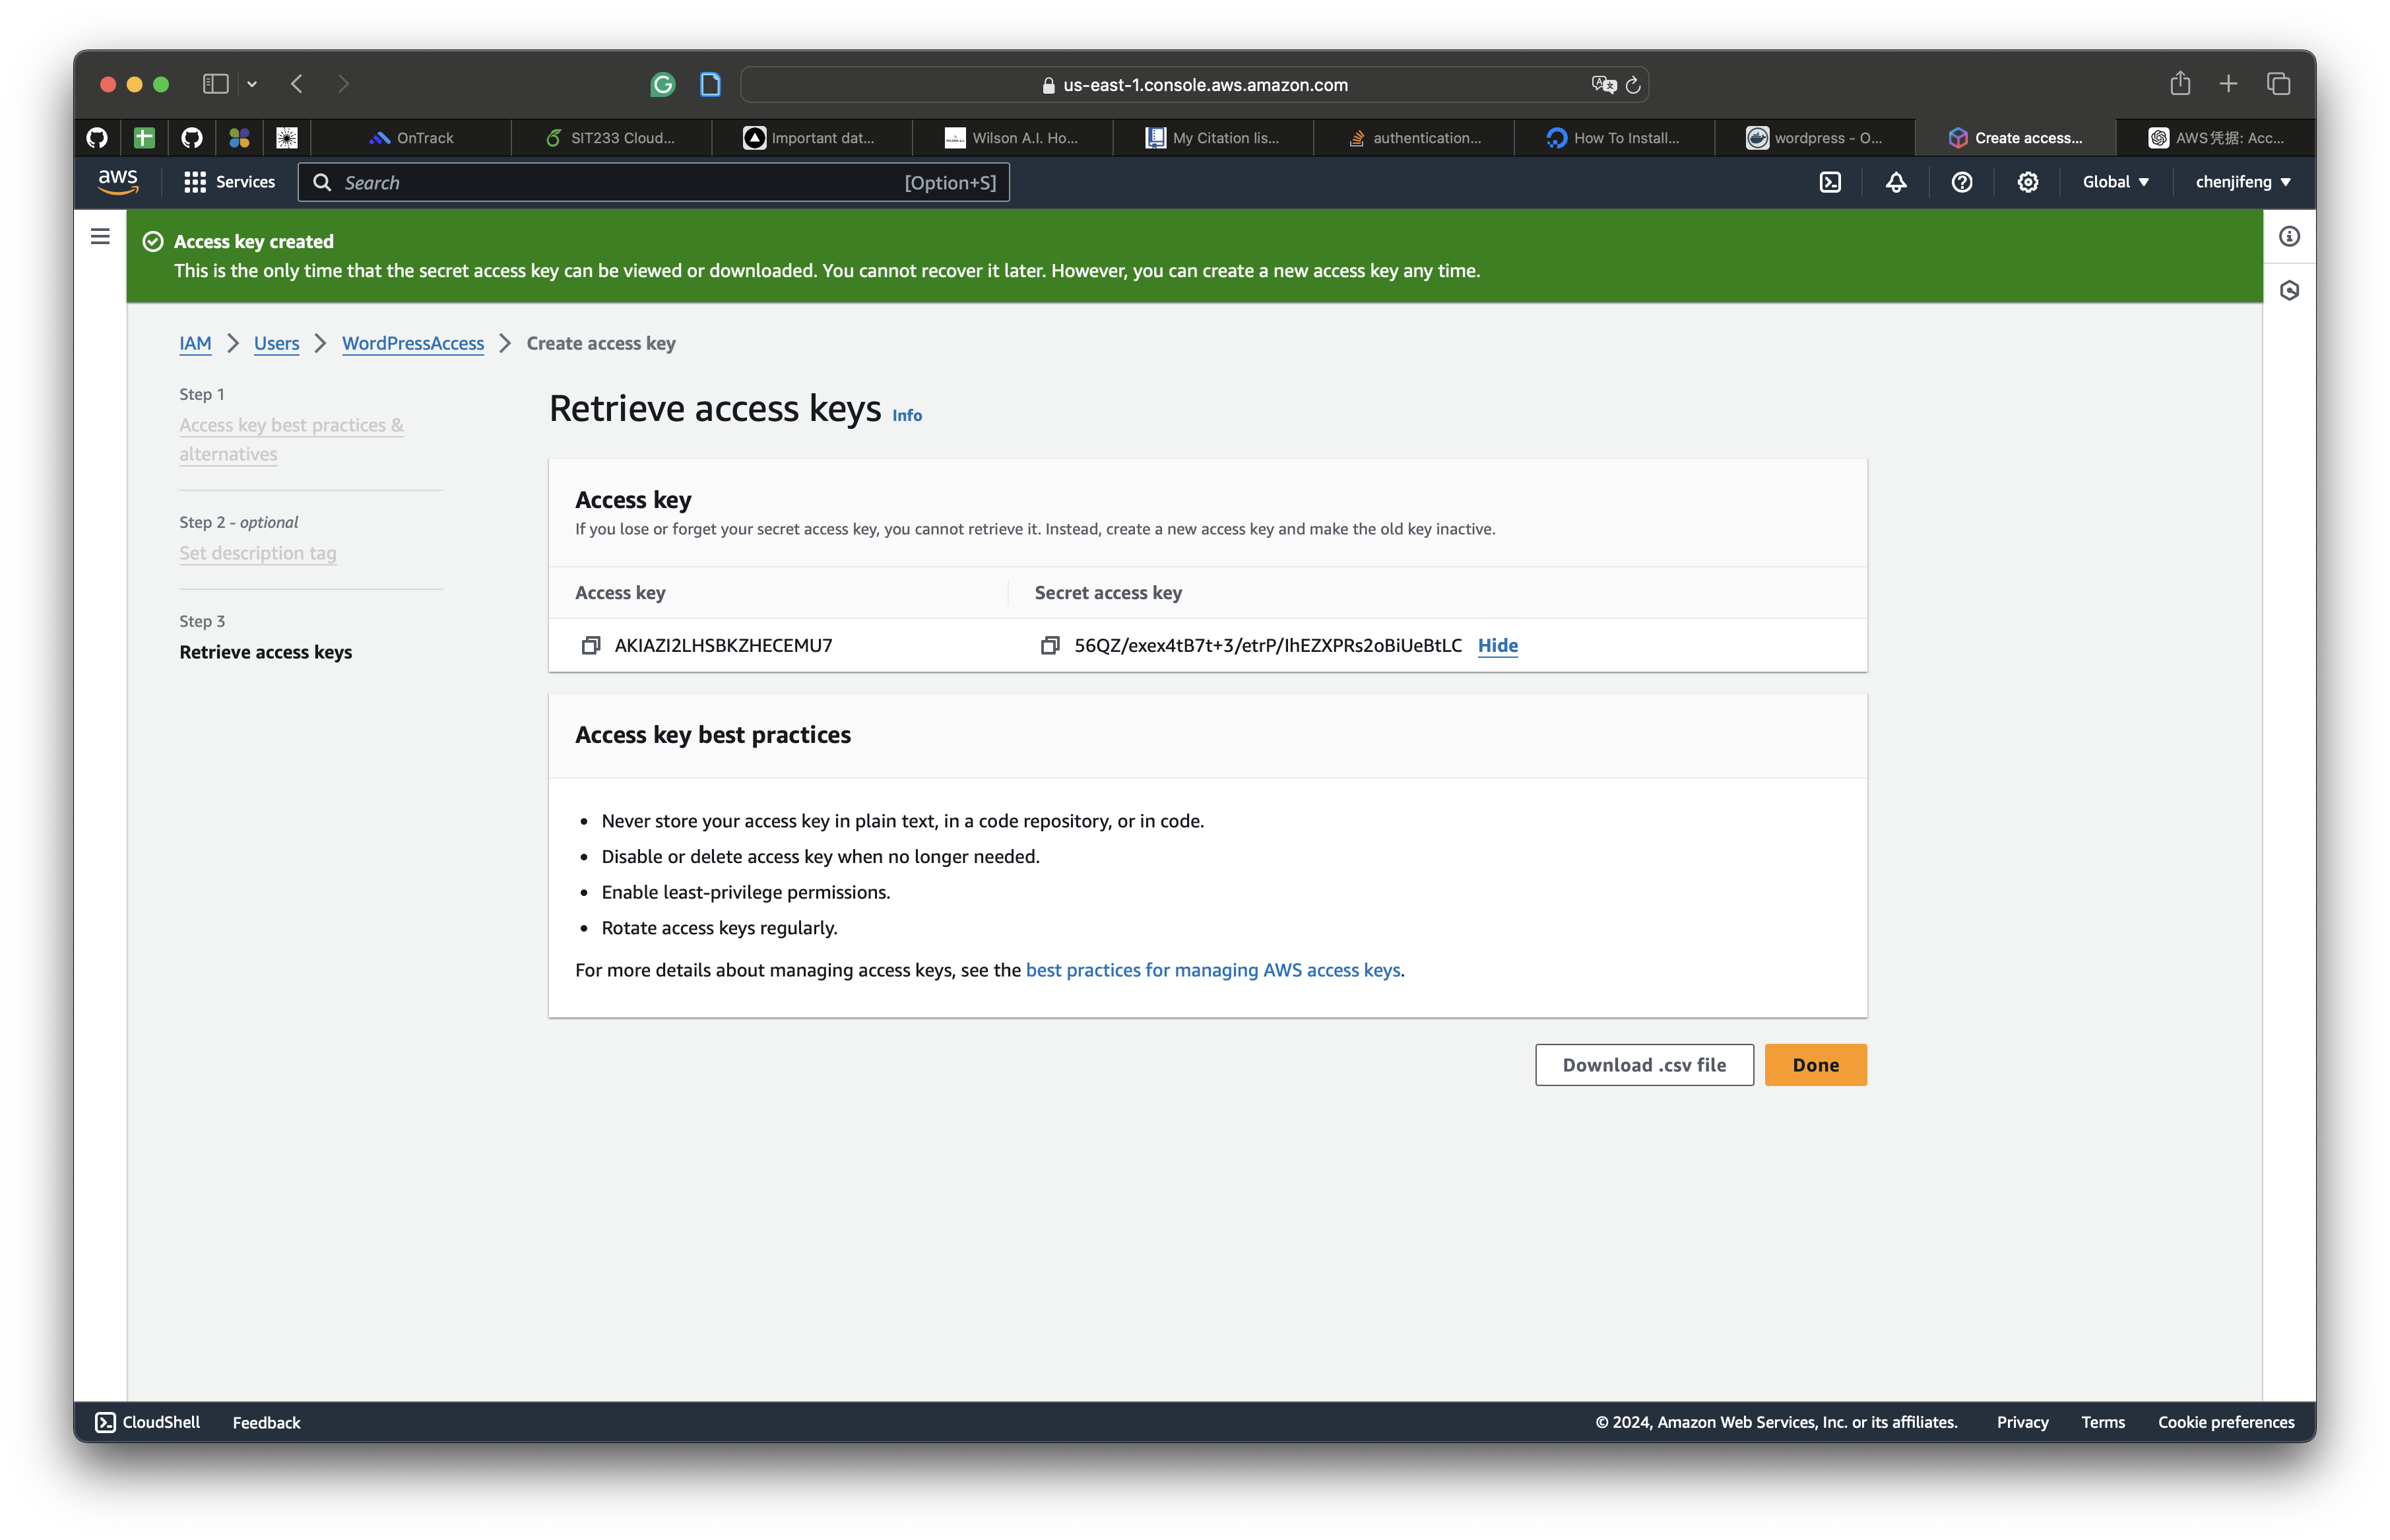 us-east-1.console.aws.amazon.com
OnTrack
SIT233 Cloud...
Important dat...
Wilson A.I. Ho...
My Citation lis...
authentication...
How To Install...
wordpress - O...
Create access...
AWS凭据: Acc...
aws
Services
Search
[Option+S]
Global
chenjifeng
Access key created
This is the only time that the secret access key can be viewed or downloaded. You cannot recover it later. However, you can create a new access key any time.
IAM
Users
WordPressAccess
Create access key
Step 1
Access key best practices &
alternatives
Step 2 - optional
Set description tag
Step 3
Retrieve access keys
Retrieve access keys Info
Access key
If you lose or forget your secret access key, you cannot retrieve it. Instead, create a new access key and make the old key inactive.
Access key
Secret access key
AKIAZI2LHSBKZHECEMU7
Hide
Access key best practices
Never store your access key in plain text, in a code repository, or in code.
Disable or delete access key when no longer needed.
Enable least-privilege permissions.
Rotate access keys regularly.
For more details about managing access keys, see the best practices for managing AWS access keys.
Download .csv file
Done
CloudShell
Feedback
© 2024, Amazon Web Services, Inc. or its affiliates.
Privacy
Terms
Cookie preferences